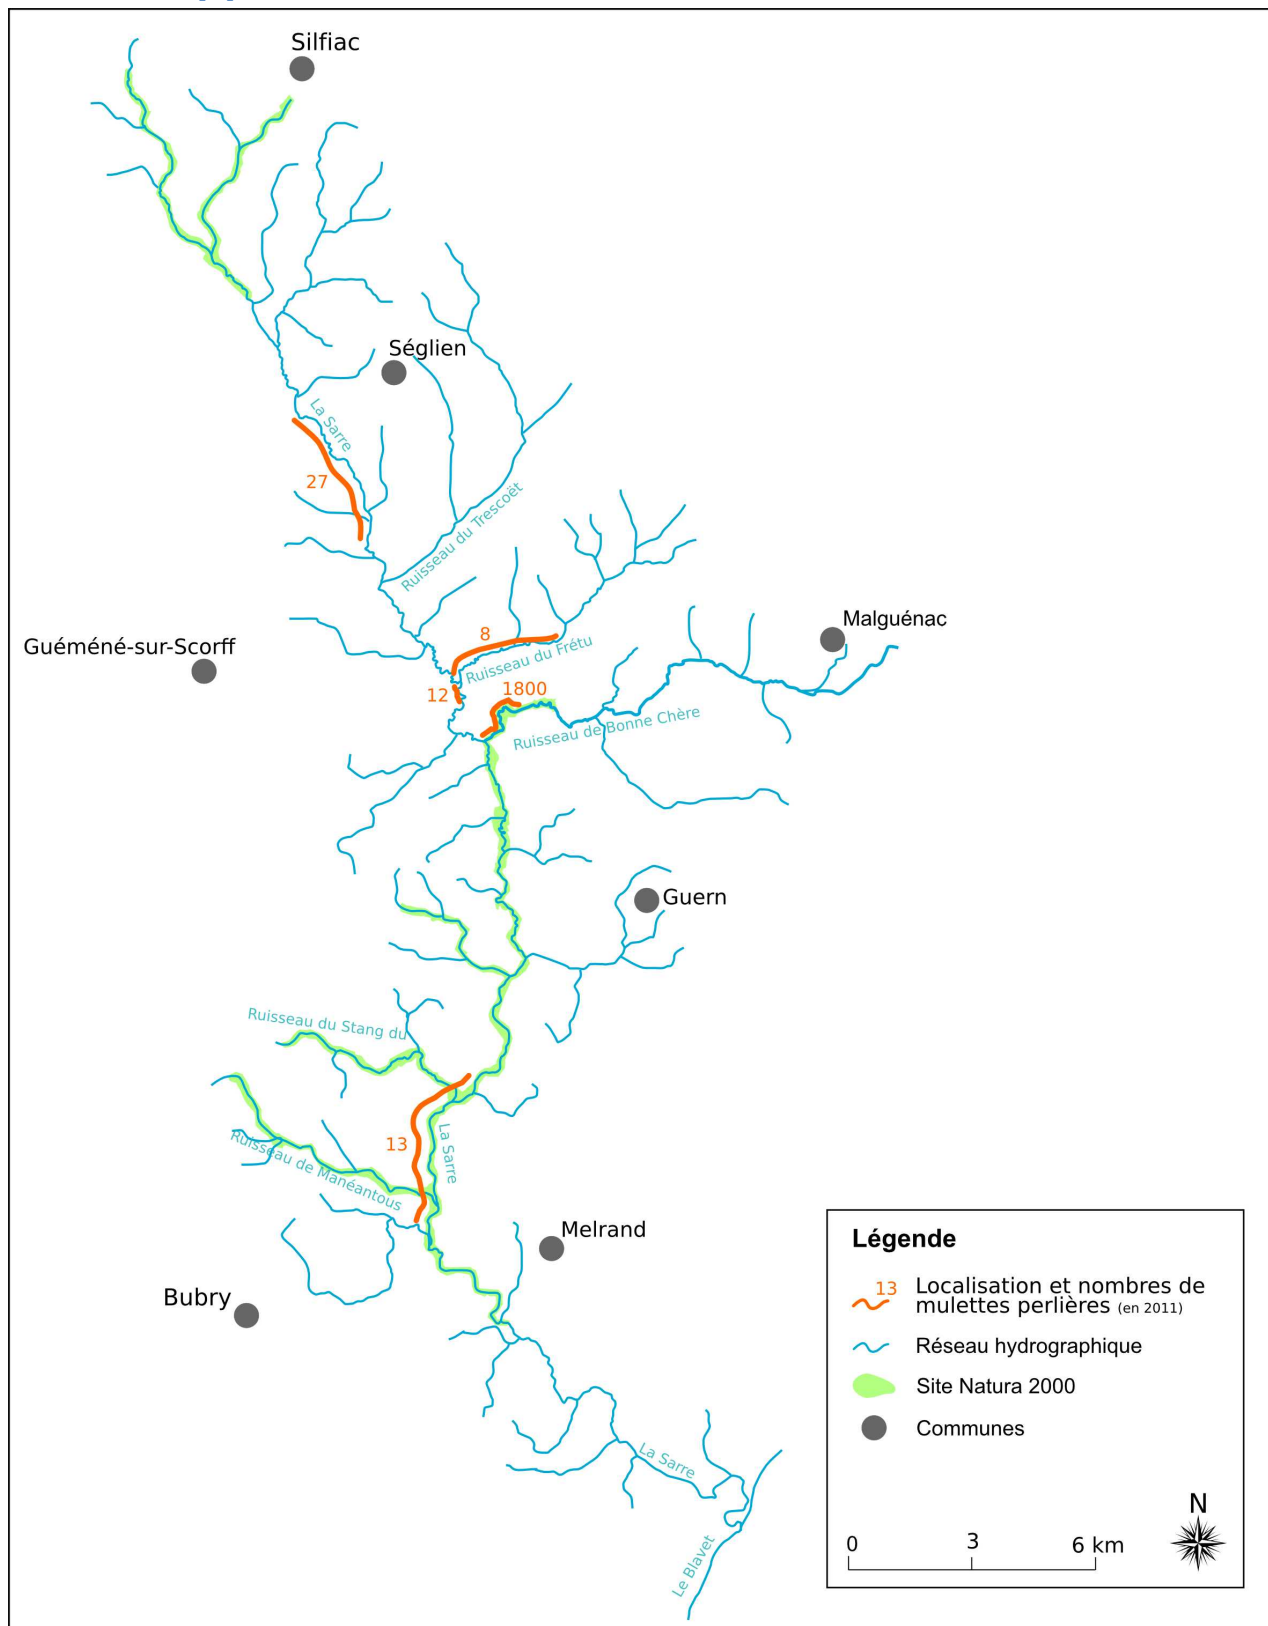 Silfiac
Séglien
La Sarre
27
Ruisseau du Trescoët
Malguénac
Guéméné-sur-Scorff
8
Ruisseau du Frétu
12
1800
Ruisseau de Bonne Chère
Guern
Ruisseau du Stang du
13
La Sarre
Ruisseau de Manéantous
Melrand
Bubry
La Sarre
Le Blavet
Légende
13
Localisation et nombres de
mulettes perlières (en 2011)
Réseau hydrographique
Site Natura 2000
Communes
N
0 3 6 km